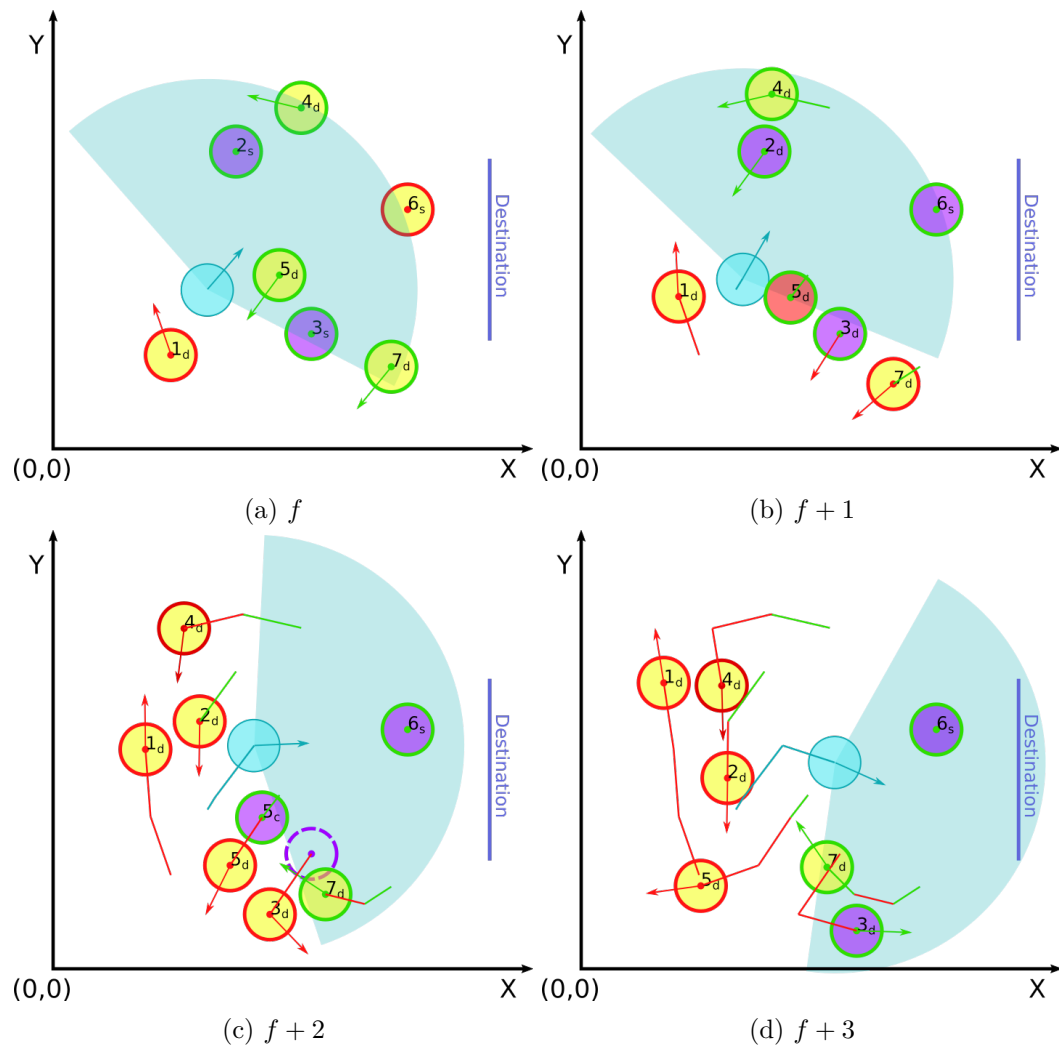 Y
Y
4d
4d
2s
2d
6s
6s
Destination
Destination
5d
1d
5d
3s
3d
1d
7d
7d
(0,0)
X
(0,0)
X
(a) f
(b) f + 1
Y
Y
4d
1d
4d
2d
6s
6s
1d
Destination
Destination
2d
5c
5d
7d
7d
5d
3d
3d
(0,0)
X
(0,0)
X
(c) f + 2
(d) f + 3